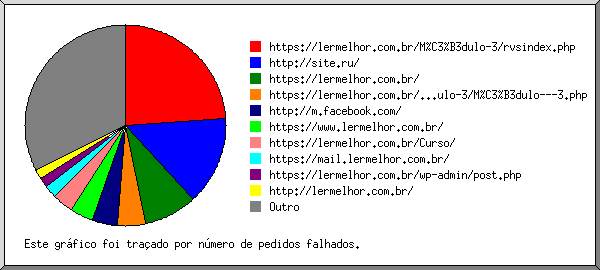 https://lermelhor.com.br/M%C3%B3dulo-3/rvsindex.php
http://site.ru/
https://lermelhor.com.br/
https://lermelhor.com.br/...ulo-3/M%C3%B3dulo---3.php
http://m.facebook.com/
https://www.lermelhor.com.br/
https://lermelhor.com.br/Curso/
https://mail.lermelhor.com.br/
https://lermelhor.com.br/wp-admin/post.php
http://lermelhor.com.br/
Outro
Este gráfico foi traçado por número de pedidos falhados.